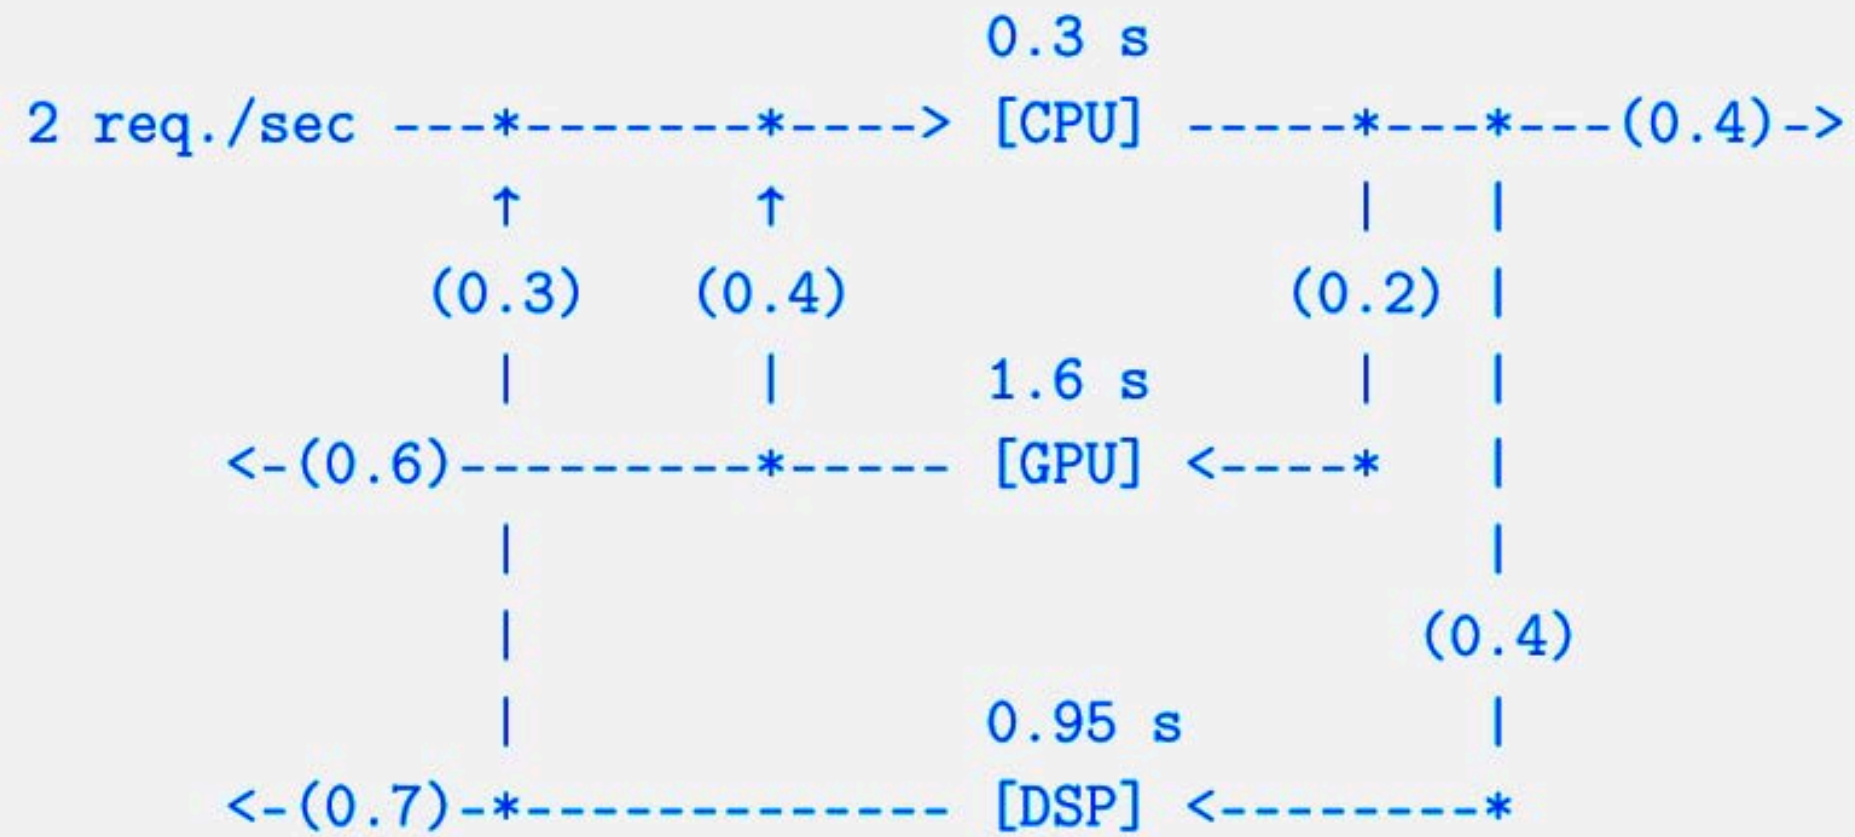 0.3 s
2 req./sec ---*-------*----> [CPU] -----*---*---(0.4)->
↑ ↑ | |
(0.3) (0.4) (0.2) |
| | 1.6 s | |
<-(0.6)---------*----- [GPU] <----* |
| |
| (0.4)
| 0.95 s |
<-(0.7)-*------------- [DSP] <--------*